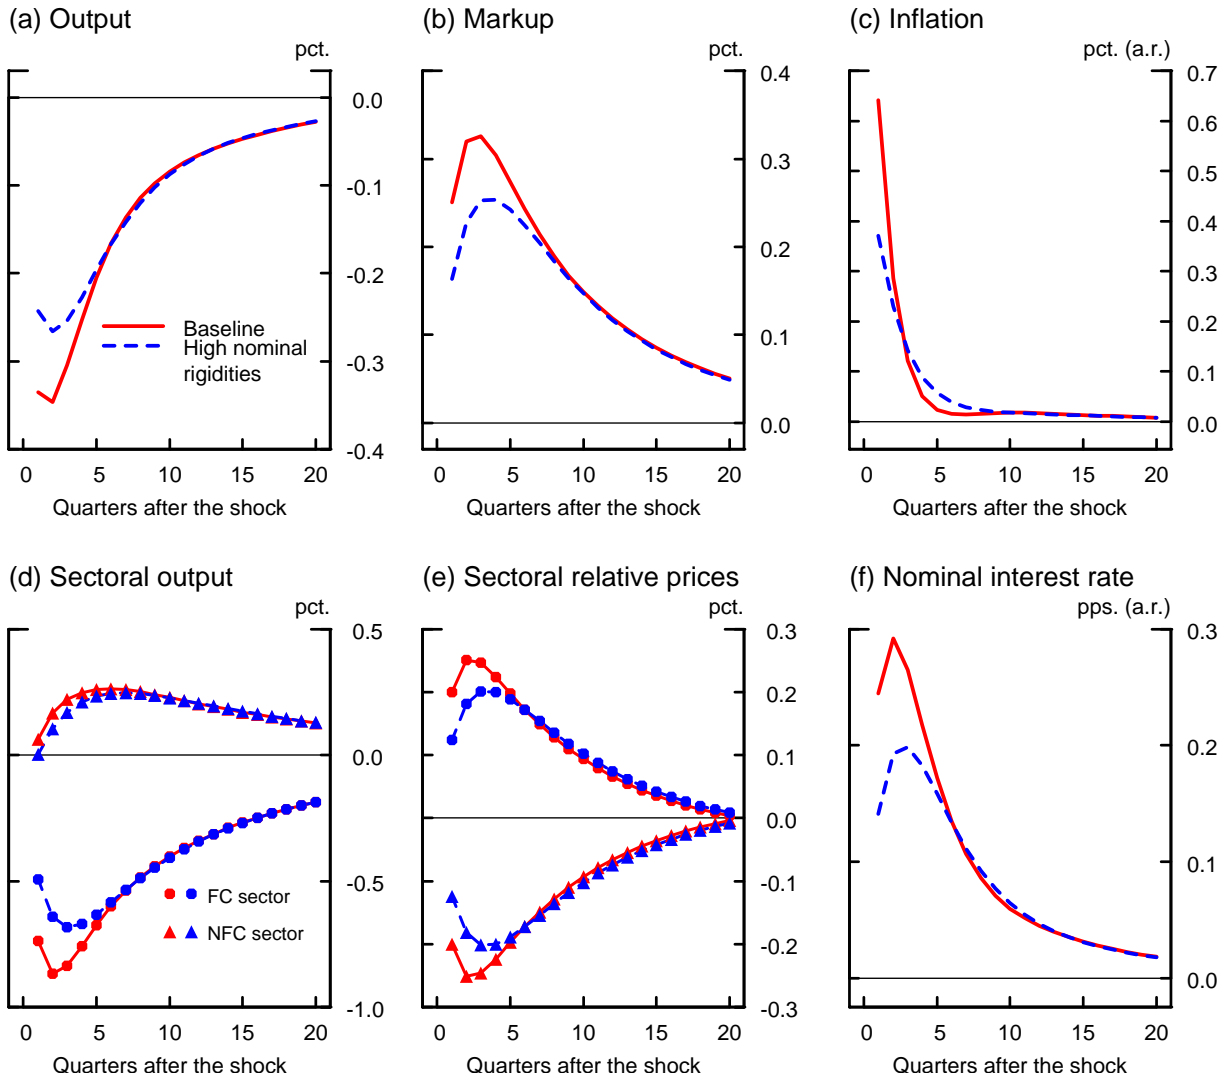 (a) Output
pct.
0.0
-0.1
-0.2
-0.3
-0.4
Baseline
High nominal
rigidities
0 5 10 15 20
Quarters after the shock
(b) Markup
pct.
0.4
0.3
0.2
0.1
0.0
0 5 10 15 20
Quarters after the shock
(c) Inflation
pct. (a.r.)
0.7
0.6
0.5
0.4
0.3
0.2
0.1
0.0
0 5 10 15 20
Quarters after the shock
(d) Sectoral output
pct.
0.5
0.0
-0.5
-1.0
FC sector
NFC sector
0 5 10 15 20
Quarters after the shock
(e) Sectoral relative prices
pct.
0.3
0.2
0.1
0.0
-0.1
-0.2
-0.3
0 5 10 15 20
Quarters after the shock
(f) Nominal interest rate
pps. (a.r.)
0.3
0.2
0.1
0.0
0 5 10 15 20
Quarters after the shock